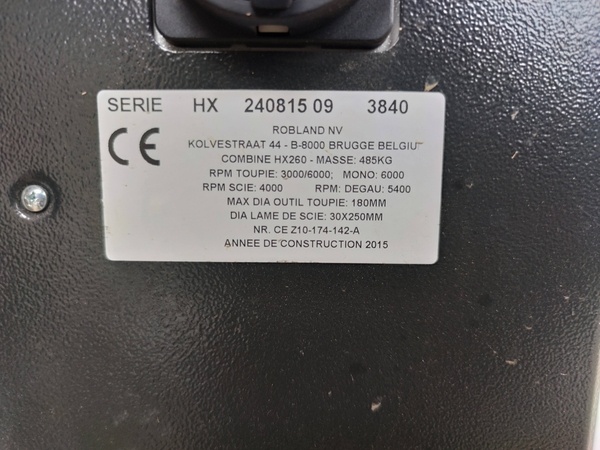 SERIE HX 240815 09 3840
CE
ROBLAND NV
KOLVESTRAAT 44 - B-8000 BRUGGE BELGIU
COMBINE HX260 - MASSE: 485KG
RPM TOUPIE: 3000/6000; MONO: 6000
RPM SCIE: 4000 RPM: DEGAU: 5400
MAX DIA OUTIL TOUPIE: 180MM
DIA LAME DE SCIE: 30X250MM
NR. CE Z10-174-142-A
ANNEE DE CONSTRUCTION 2015